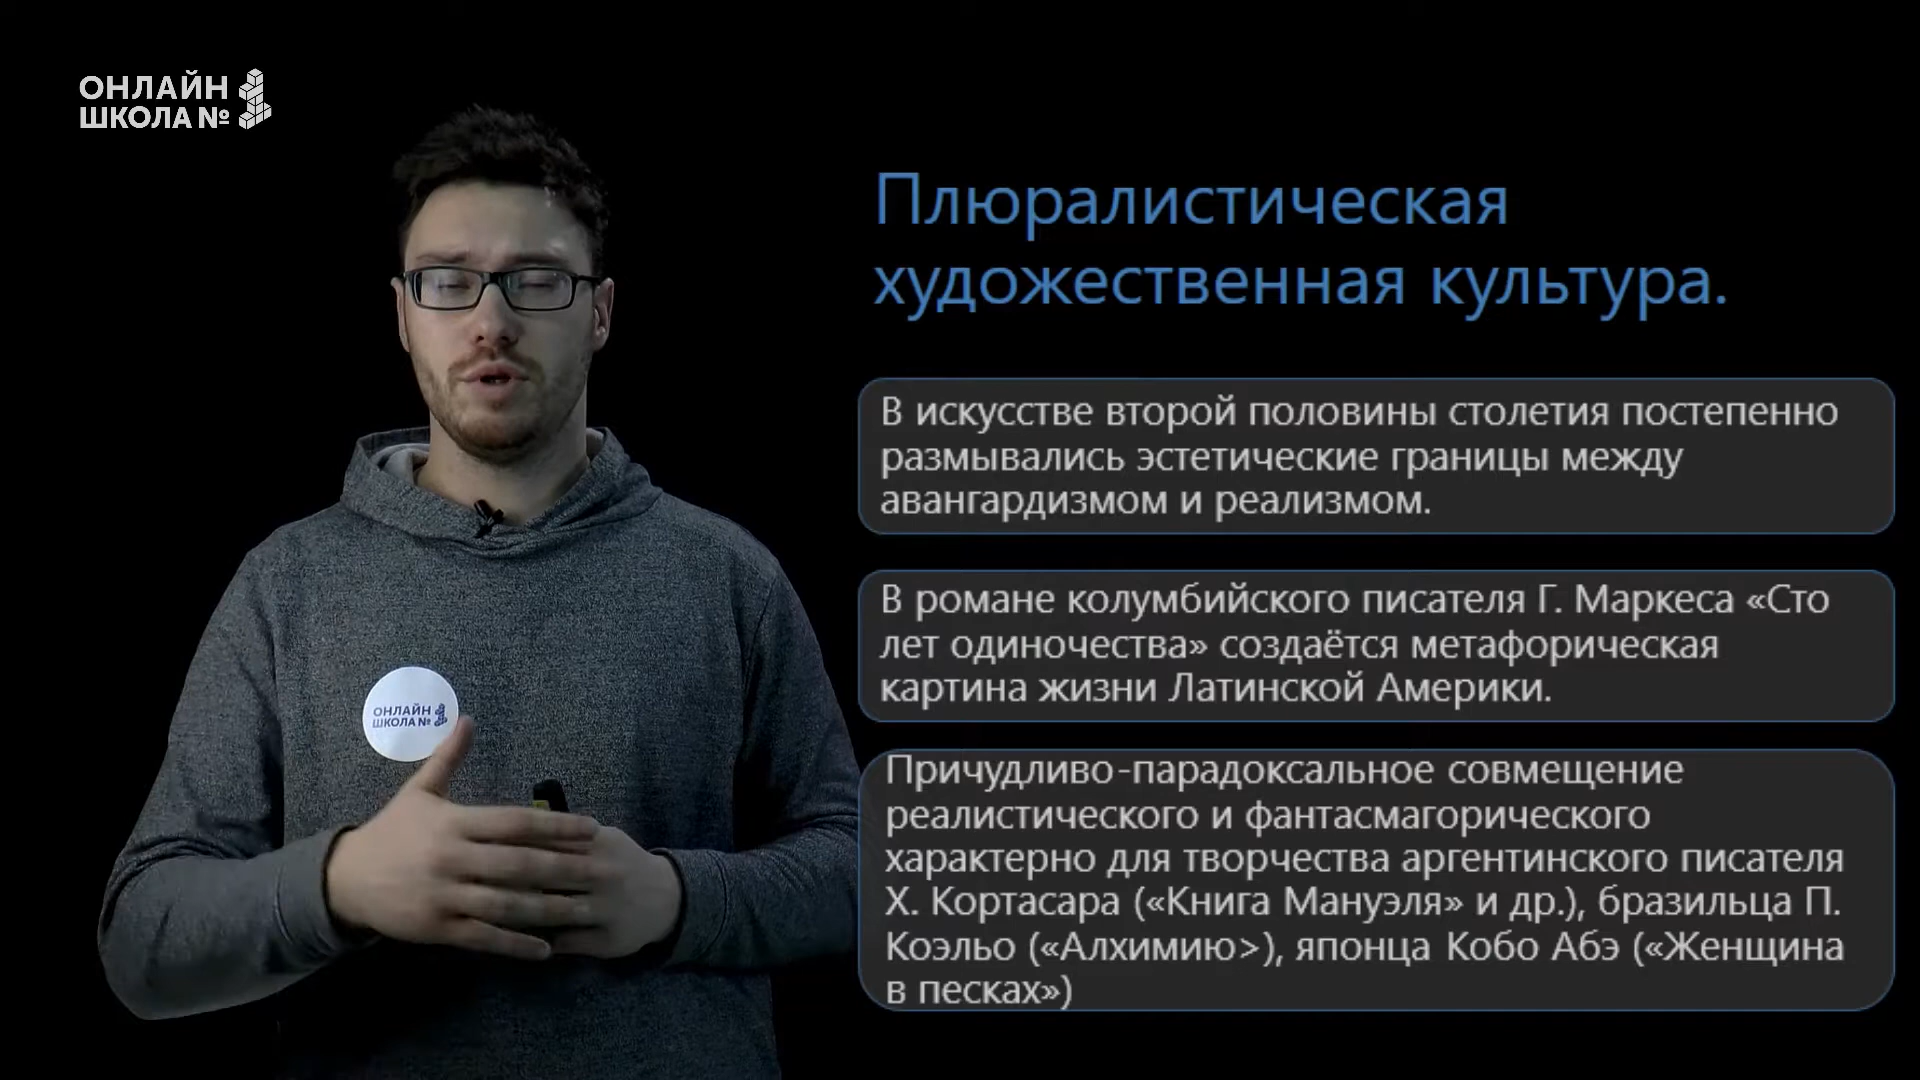 ОНЛАЙН
ШКОЛА №
Плюралистическая
художественная культура.
В искусстве второй половины столетия постепенно
размывались эстетические границы между
авангардизмом и реализмом.
В романе колумбийского писателя Г. Маркеса «Сто
лет одиночества» создаётся метафорическая
картина жизни Латинской Америки.
Причудливо-парадоксальное совмещение
реалистического и фантасмагорического
характерно для творчества аргентинского писателя
Х. Кортасара («Книга Мануэля» и др.), бразильца П.
Коэльо («Алхимию>), японца Кобо Абэ («Женщина
в песках»)
ОНЛАЙН
ШКОЛА №